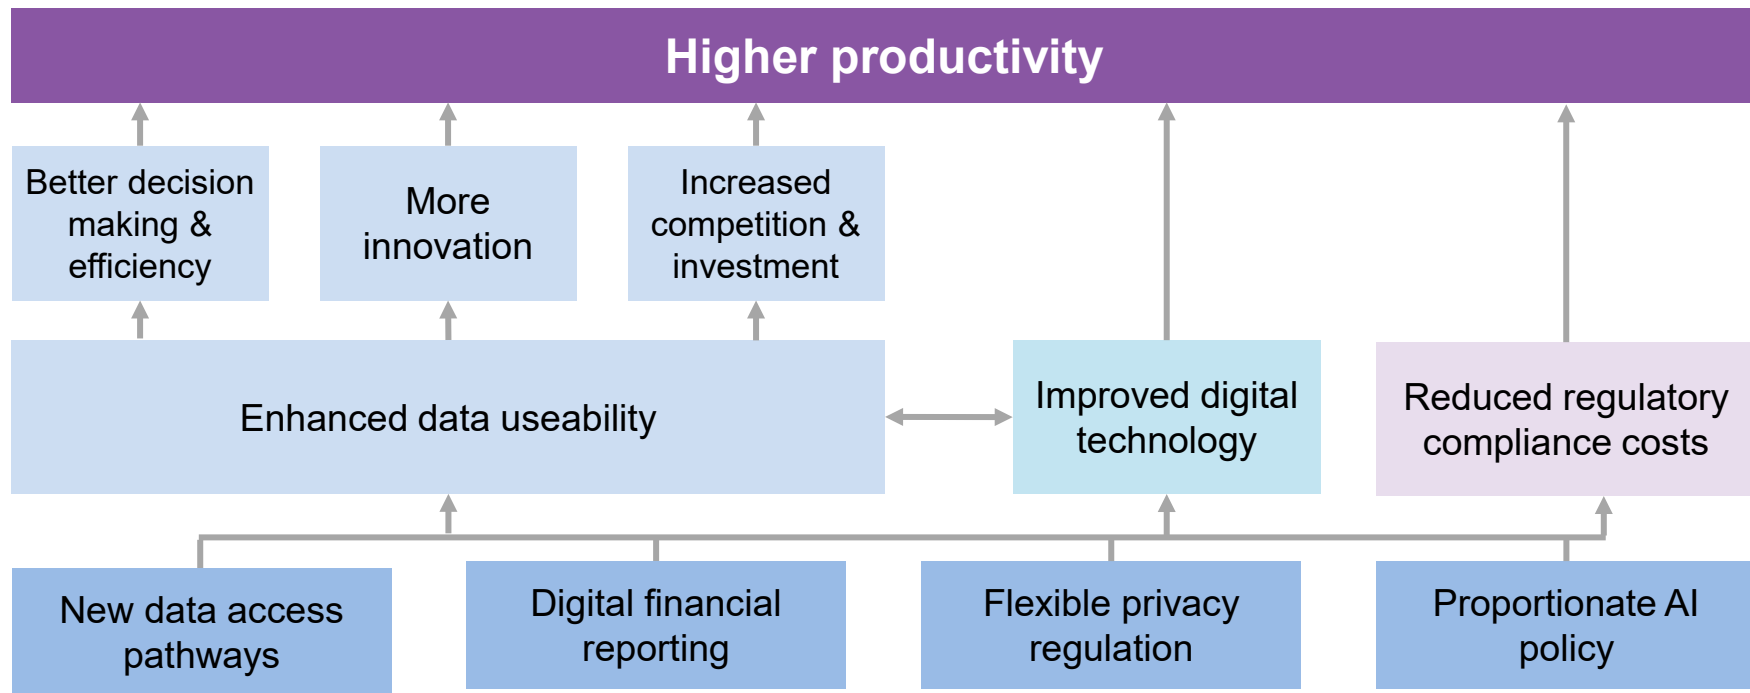 Higher productivity
Better decision
making &
efficiency
More
innovation
Increased
competition &
investment
Enhanced data useability
Improved digital
technology
Reduced regulatory
compliance costs
New data access
pathways
Digital financial
reporting
Flexible privacy
regulation
Proportionate AI
policy